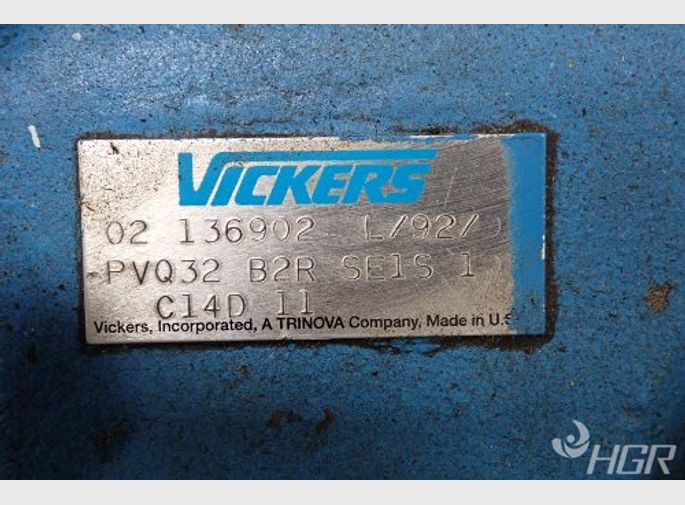 VICKERS
02 136902 L/92/
PVQ32 B2R SE1S 1
C14D 11
Vickers, Incorporated, A TRINOVA Company, Made in U.S
HGR